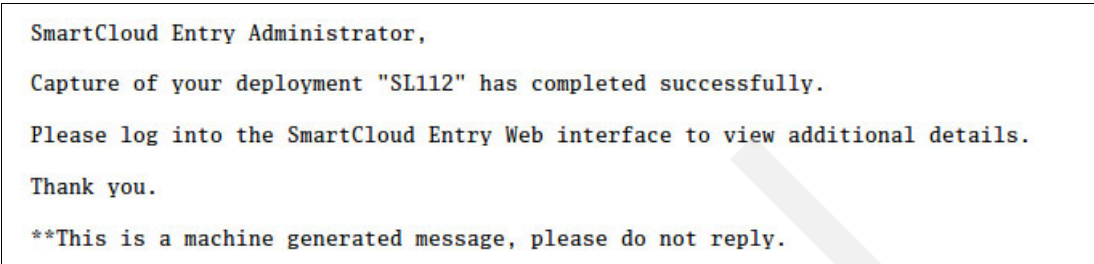 SmartCloud Entry Administrator,
Capture of your deployment "SL112" has completed successfully.
Please log into the SmartCloud Entry Web interface to view additional details.
Thank you.
**This is a machine generated message, please do not reply.